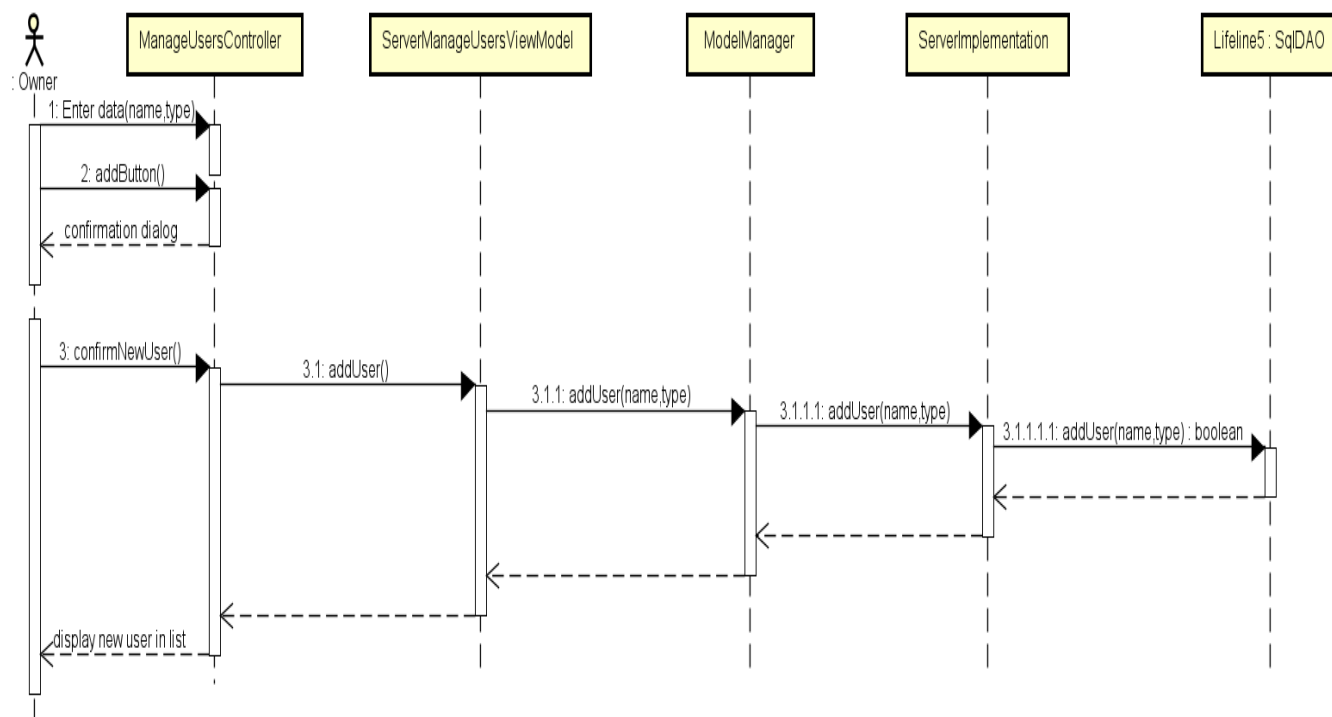 ManageUsersController
ServerManageUsersViewModel
ModelManager
ServerImplementation
Lifeline5 : SqlDAO
: Owner
1: Enter data(name,type)
2: addButton()
confirmation dialog
3: confirmNewUser()
3.1: addUser()
3.1.1: addUser(name,type)
3.1.1.1: addUser(name,type)
3.1.1.1.1: addUser(name,type) : boolean
display new user in list